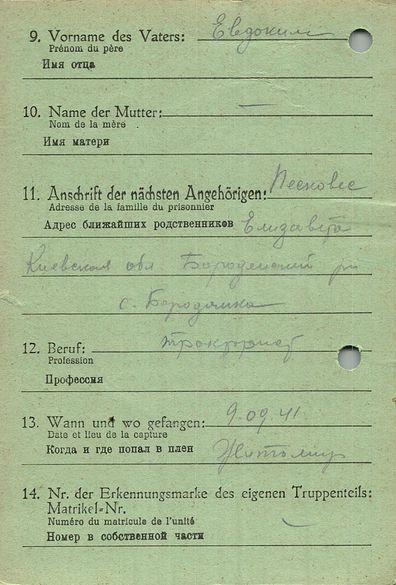 9. Vorname des Vaters: Евдоким
Prénom du père
Имя отца
10. Name der Mutter: —
Nom de la mère
Имя матери
11. Anschrift der nächsten Angehörigen:
Adresse de la famille du prisonnier
Адрес ближайших родственников Елизавета
Киевская обл Бородянский р
с. Бородянка
12. Beruf: тракторист
Profession
Профессия
13. Wann und wo gefangen: 9.09.41.
Date et lieu de la capture
Когда и где попал в плен Житомир
14. Nr. der Erkennungsmarke des eigenen Truppenteils:
Matrikel-Nr.
Numéro du matricule de l'unité
Номер в собственной части —